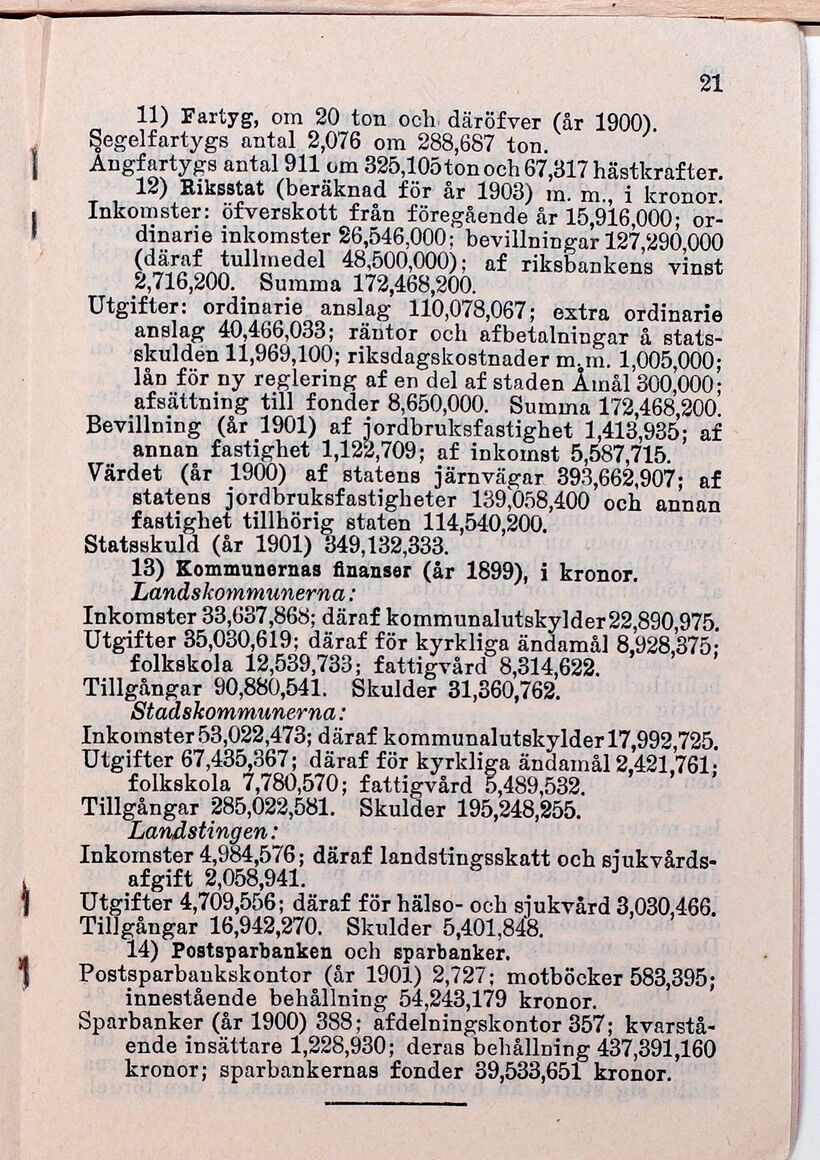 21
11) Fartyg, om 20 ton och däröfver (år 1900).
Segelfartygs antal 2,076 om 288,687 ton.
Ångfartygs antal 911 om 325,105 ton och 67,317 hästkrafter.
12) Riksstat (beräknad för år 1903) m. m., i kronor.
Inkomster: öfverskott från föregående år 15,916,000; or-
dinarie inkomster 26,546,000; bevillningar 127,290,000
(däraf tullmedel 48,500,000); af riksbankens vinst
2,716,200. Summa 172,468,200.
Utgifter: ordinarie anslag 110,078,067; extra ordinarie
anslag 40,466,033; räntor och afbetalningar å stats-
skulden 11,969,100; riksdagskostnader m. m. 1,005,000;
lån för ny reglering af en del af staden Åmål 300,000;
afsättning till fonder 8,650,000. Summa 172,468,200.
Bevillning (år 1901) af jordbruksfastighet 1,413,935; af
annan fastighet 1,122,709; af inkomst 5,587,715.
Värdet (år 1900) af statens järnvägar 393,662,907; af
statens jordbruksfastigheter 139,058,400 och annan
fastighet tillhörig staten 114,540,200.
Statsskuld (år 1901) 349,132,333.
13) Kommunernas finanser (år 1899), i kronor.
Landskommunerna:
Inkomster 33,637,868; däraf kommunalutskylder 22,890,975.
Utgifter 35,030,619; däraf för kyrkliga ändamål 8,928,375;
folkskola 12,539,733; fattigvård 8,314,622.
Tillgångar 90,880,541. Skulder 31,360,762.
Stadskommunerna:
Inkomster 53,022,473; däraf kommunalutskylder 17,992,725.
Utgifter 67,435,367; däraf för kyrkliga ändamål 2,421,761;
folkskola 7,780,570; fattigvård 5,489,532.
Tillgångar 285,022,581. Skulder 195,248,255.
Landstingen:
Inkomster 4,984,576; däraf landstingsskatt och sjukvårds-
afgift 2,058,941.
Utgifter 4,709,556; däraf för hälso- och sjukvård 3,030,466.
Tillgångar 16,942,270. Skulder 5,401,848.
14) Postsparbanken och sparbanker.
Postsparbankskontor (år 1901) 2,727; motböcker 583,395;
innestående behållning 54,243,179 kronor.
Sparbanker (år 1900) 388; afdelningskontor 357; kvarstå-
ende insättare 1,228,930; deras behållning 437,391,160
kronor; sparbankernas fonder 39,533,651 kronor.